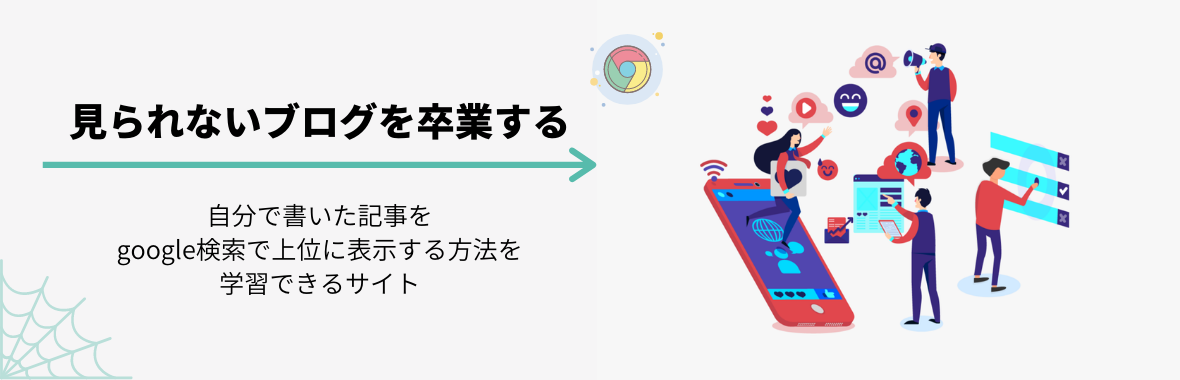 見られないブログを卒業する
自分で書いた記事を
google検索で上位に表示する方法を
学習できるサイト
@